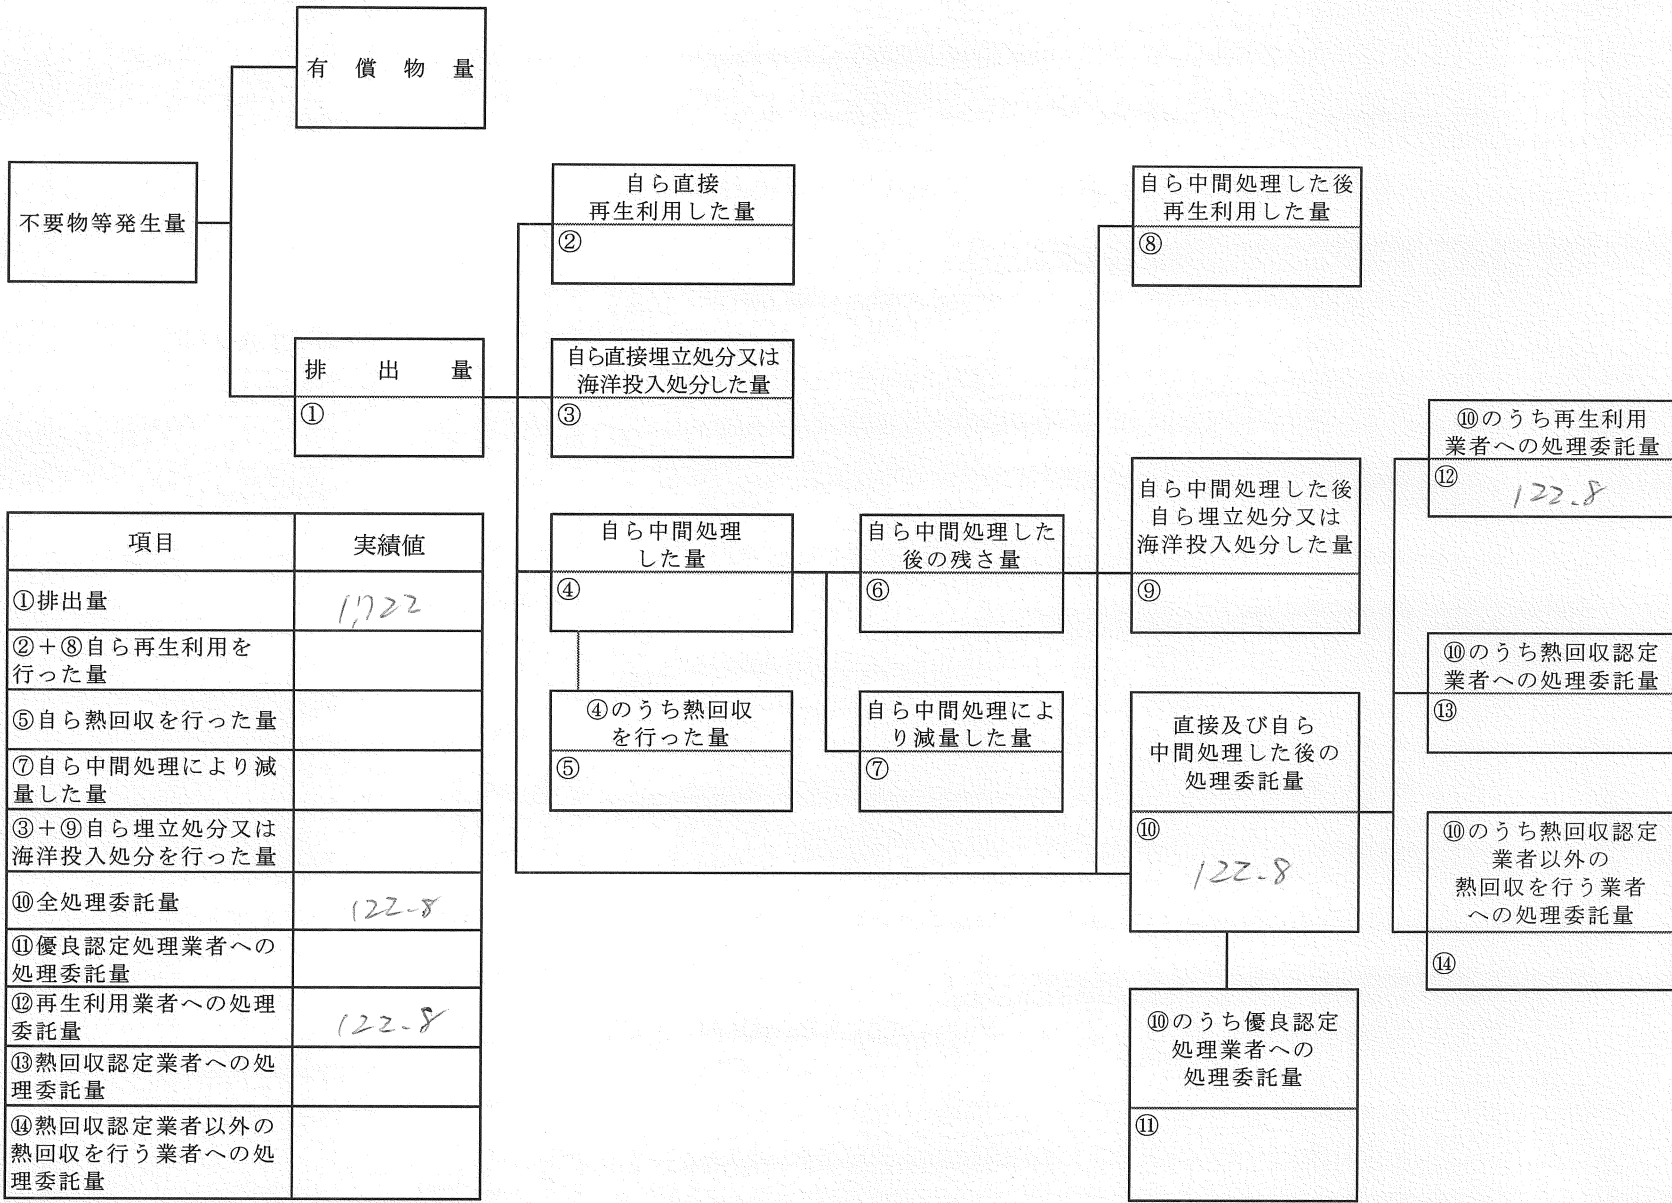 有償物量
不要物等発生量
排出量
①
自ら直接
再生利用した量
②
自ら直接埋立処分又は
海洋投入処分した量
③
自ら中間処理
した量
④
④のうち熱回収
を行った量
⑤
自ら中間処理した
後の残さ量
⑥
自ら中間処理によ
り減量した量
⑦
自ら中間処理した後
再生利用した量
⑧
自ら中間処理した後
自ら埋立処分又は
海洋投入処分した量
⑨
直接及び自ら
中間処理した後の
処理委託量
⑩
122.8
⑩のうち優良認定
処理業者への
処理委託量
⑪
⑩のうち再生利用
業者への処理委託量
⑫
122.8
⑩のうち熱回収認定
業者への処理委託量
⑬
⑩のうち熱回収認定
業者以外の
熱回収を行う業者
への処理委託量
⑭
項目 実績値
①排出量 1,722
②+⑧自ら再生利用を
行った量
⑤自ら熱回収を行った量
⑦自ら中間処理により減
量した量
③+⑨自ら埋立処分又は
海洋投入処分を行った量
⑩全処理委託量 122.8
⑪優良認定処理業者への
処理委託量
⑫再生利用業者への処理
委託量 122.8
⑬熱回収認定業者への処
理委託量
⑭熱回収認定業者以外の
熱回収を行う業者への処
理委託量